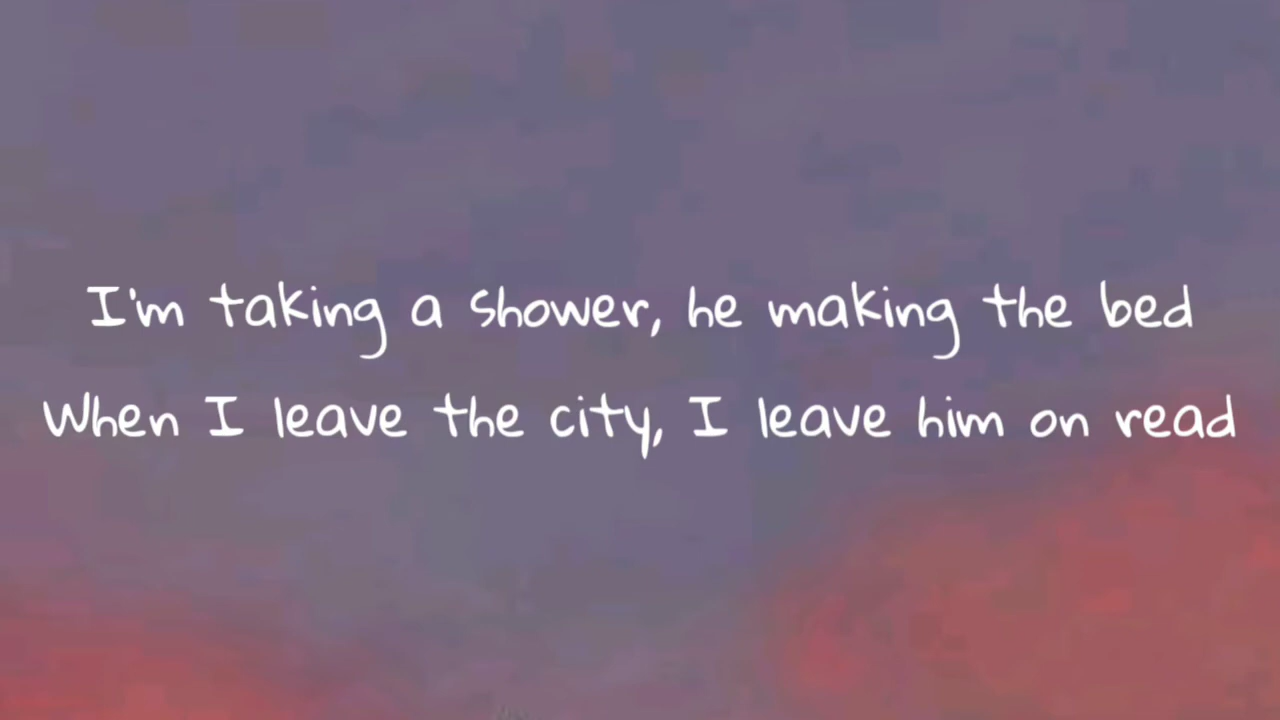 I'm taking a shower, he making the bed
When I leave the city, I leave him on read